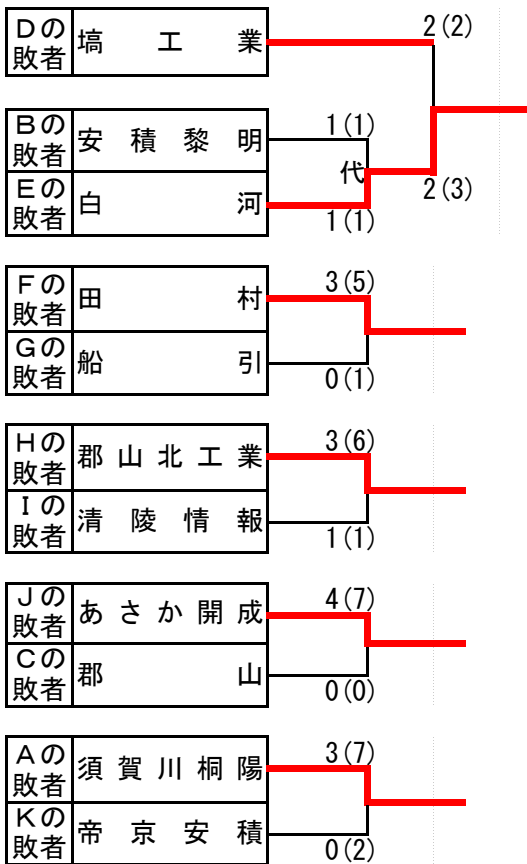 Dの敗者 塙工業 2(2)
Bの敗者 安積黎明 1(1)
代
Eの敗者 白河 1(1) 2(3)
Fの敗者 田村 3(5)
Gの敗者 船引 0(1)
Hの敗者 郡山北工業 3(6)
Iの敗者 清陵情報 1(1)
Jの敗者 あさか開成 4(7)
Cの敗者 郡山 0(0)
Aの敗者 須賀川桐陽 3(7)
Kの敗者 帝京安積 0(2)